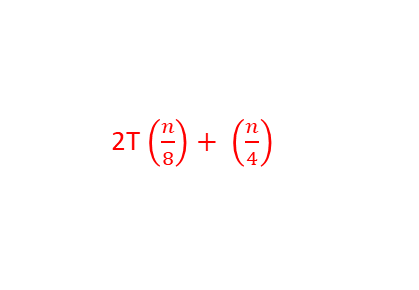 2T (n/8) + (n/4)